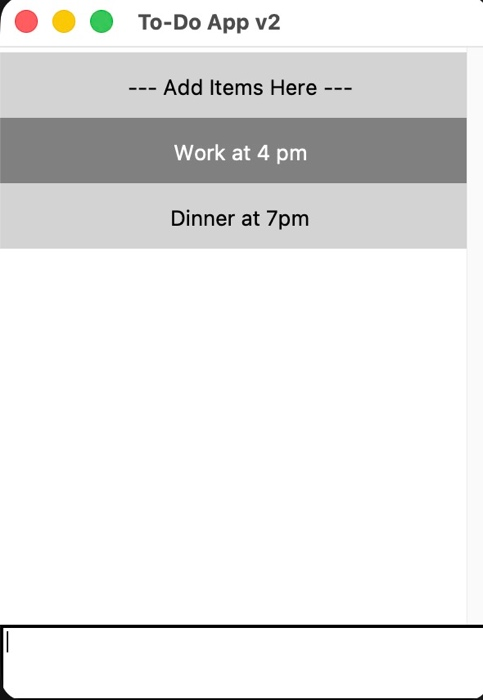 To-Do App v2
--- Add Items Here ---
Work at 4 pm
Dinner at 7pm